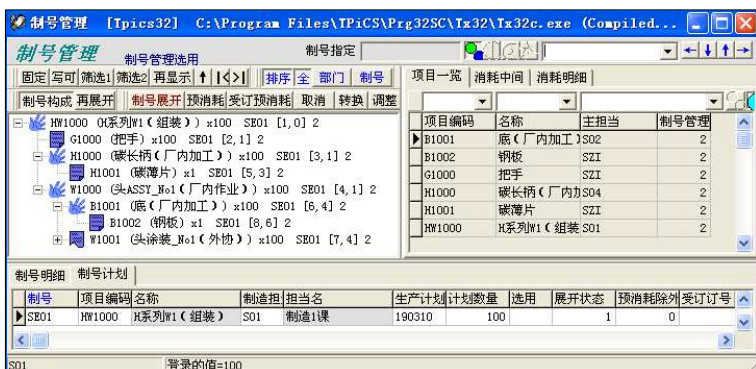 制号管理 [Tpics32] C:\Program Files\TPiCS\Prg32SC\Tx32\Tx32c.exe (Compiled...
制号管理 制号管理选用 制号指定
固定 写可 筛选1 筛选2 再显示 排序 全 部门 制号
制号构成 再展开 制号展开 预消耗 受订预消耗 取消 转换 调整
HW1000 (H系列W1(组装)) x100 SE01 [1,0] 2
G1000 (把手) x100 SE01 [2,1] 2
H1000 (碳长柄(厂内加工)) x100 SE01 [3,1] 2
H1001 (碳薄片) x1 SE01 [5,3] 2
W1000 (头ASSY_No1(厂内作业)) x100 SE01 [4,1] 2
B1001 (底(厂内加工)) x100 SE01 [6,4] 2
B1002 (钢板) x1 SE01 [8,6] 2
W1001 (头涂装_No1(外协)) x100 SE01 [7,4] 2
项目一览 消耗中间 消耗明细
项目编码 名称 主担当 制号管理
B1001 底(厂内加工) S02 2
B1002 钢板 SZI 2
G1000 把手 SZI 2
H1000 碳长柄(厂内加 S04 2
H1001 碳薄片 SZI 2
HW1000 H系列W1(组装 S01 2
制号明细 制号计划
制号 项目编码 名称 制造担 担当名 生产计划 计划数量 选用 展开状态 预消耗除外 受订订号
SE01 HW1000 H系列W1(组装) S01 制造1课 190310 100 1 0
S01 登录的值=100